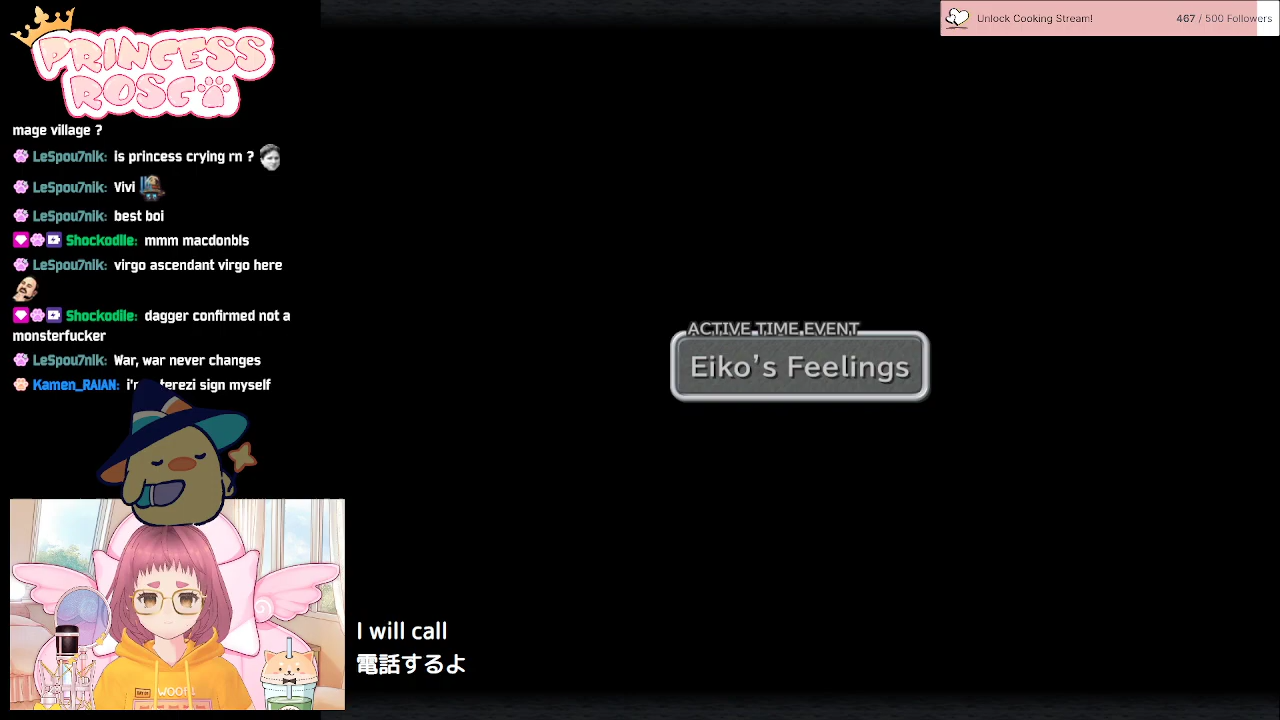 PRINCESS
ROSE
Unlock Cooking Stream!
467 / 500 Followers
mage village ?
LeSpou7nik: Is princess crying rn ?
LeSpou7nik: Vivi
LeSpou7nik: best boi
Shockodile: mmm macdonbls
LeSpou7nik: virgo ascendant virgo here
Shockodile: dagger confirmed not a
monsterfucker
LeSpou7nik: War, war never changes
Kamen_RAIAN: terezi sign myself
ACTIVE TIME EVENT
Eiko's Feelings
I will call
電話するよ
WOOF!